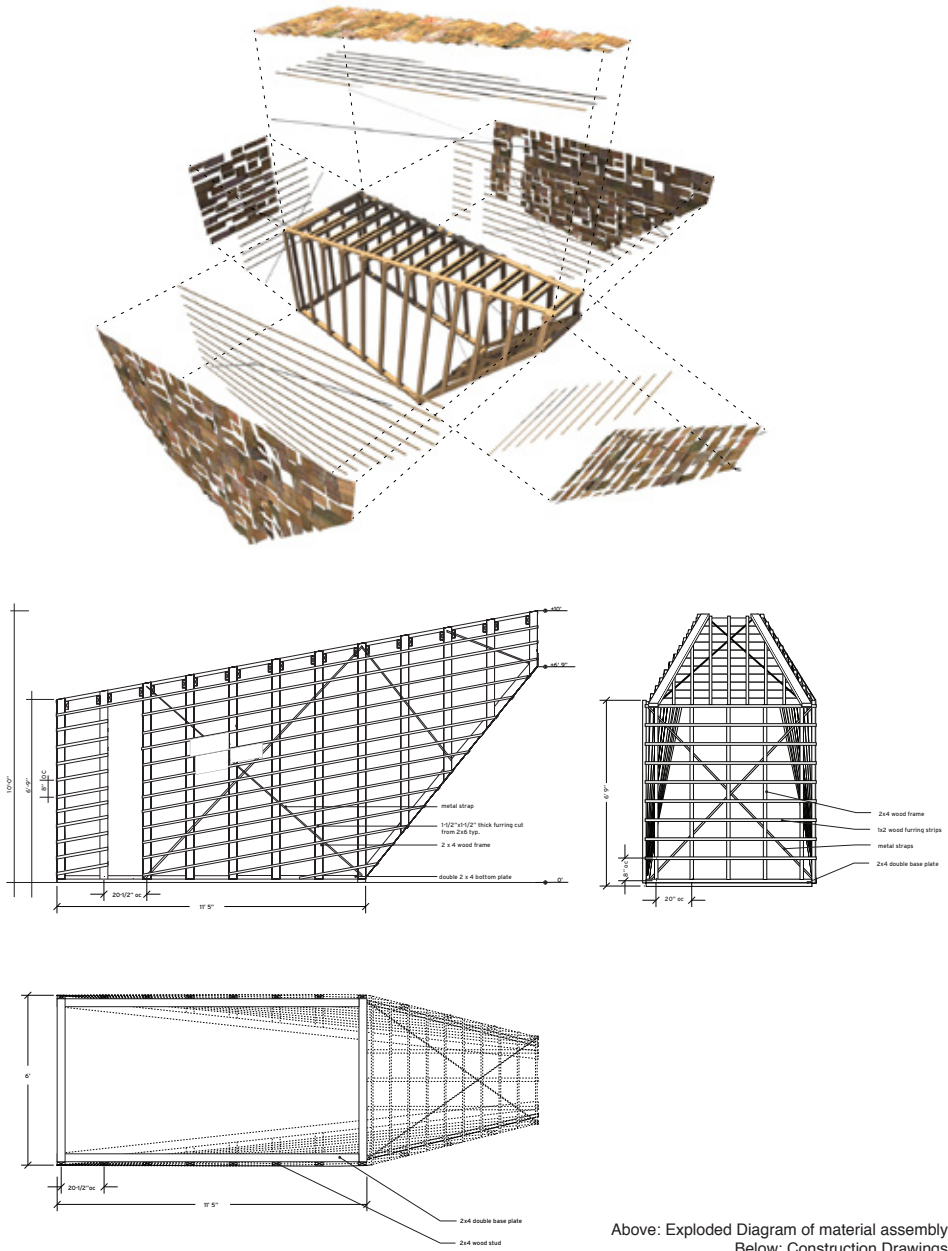 +10'
+6' 9"
10'-0"
6'-9"
8" OC
metal strap
1-1/2"x1-1/2" thick furring cut
from 2x6 typ.
2 x 4 wood frame
double 2 x 4 bottom plate
0'
20-1/2" oc
11' 5"
6' 9"
8" oc
20" oc
2x4 wood frame
1x2 wood furring strips
metal straps
2x4 double base plate
6'
20-1/2" oc
11' 5"
2x4 double base plate
2x4 wood stud
Above: Exploded Diagram of material assembly
Below: Construction Drawings